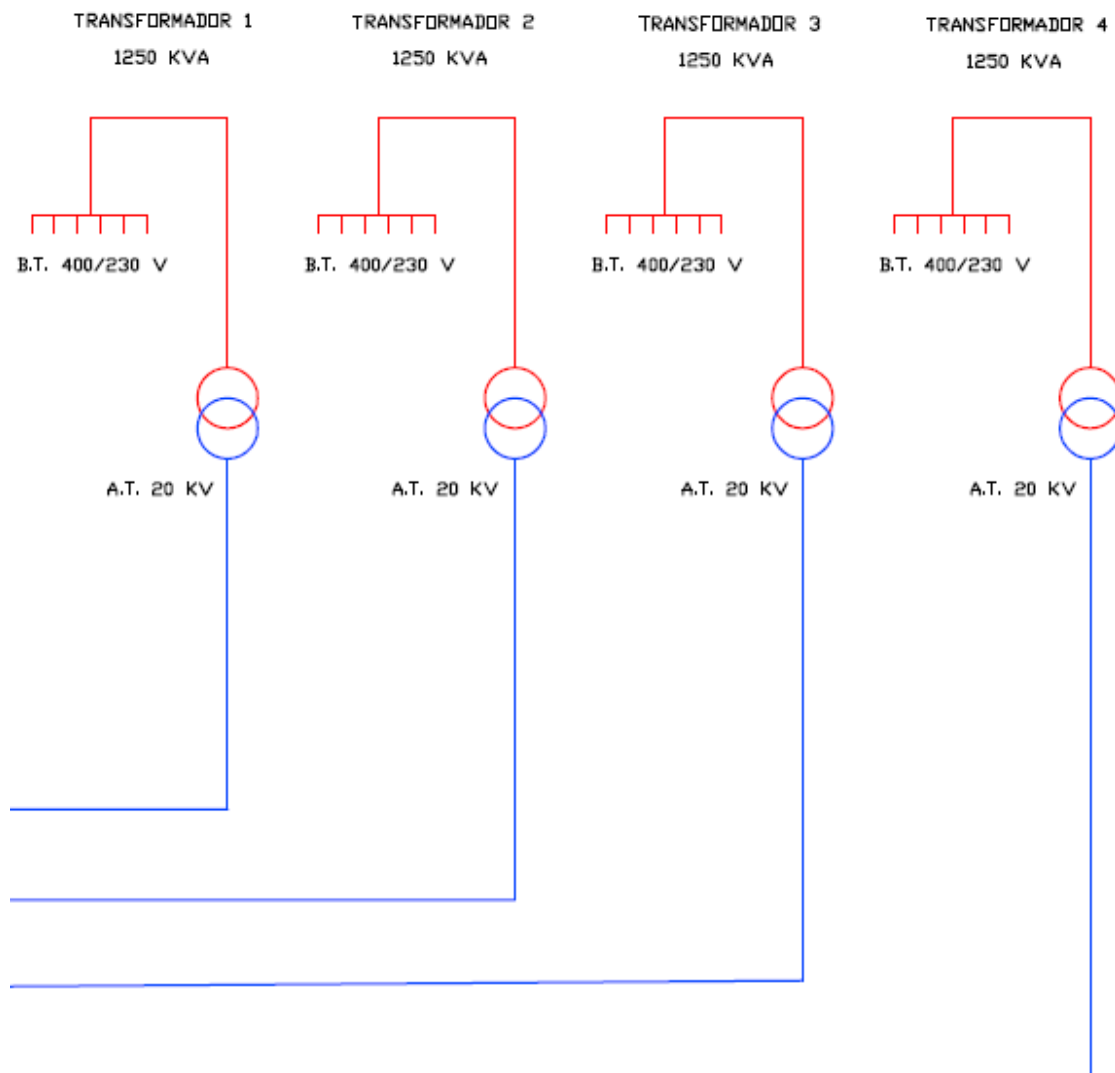 TRANSFORMADOR 1
1250 KVA
TRANSFORMADOR 2
1250 KVA
TRANSFORMADOR 3
1250 KVA
TRANSFORMADOR 4
1250 KVA
B.T. 400/230 V
B.T. 400/230 V
B.T. 400/230 V
B.T. 400/230 V
A.T. 20 KV
A.T. 20 KV
A.T. 20 KV
A.T. 20 KV